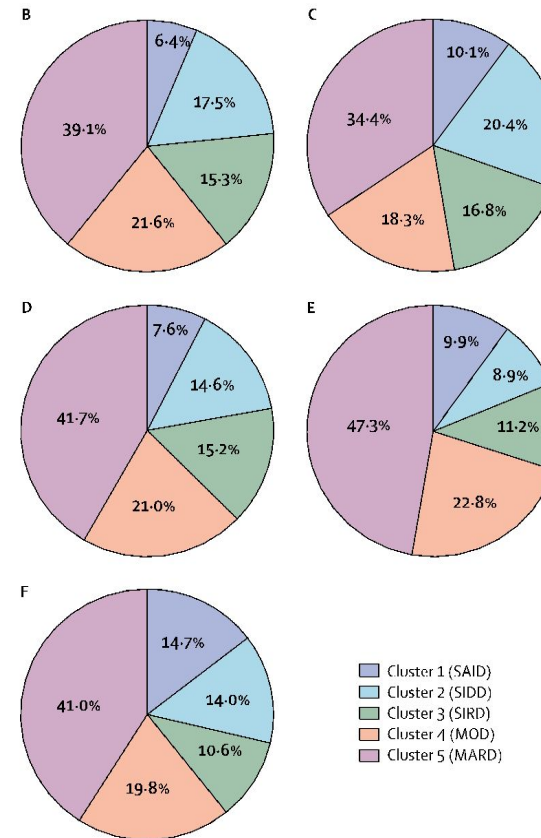 B
6·4%
17·5%
39·1%
15·3%
21·6%
C
10·1%
34·4%
20·4%
16·8%
18·3%
D
7·6%
14·6%
41·7%
15·2%
21·0%
E
9·9%
8·9%
47·3%
11·2%
22·8%
F
14·7%
41·0%
14·0%
10·6%
19·8%
Cluster 1 (SAID)
Cluster 2 (SIDD)
Cluster 3 (SIRD)
Cluster 4 (MOD)
Cluster 5 (MARD)